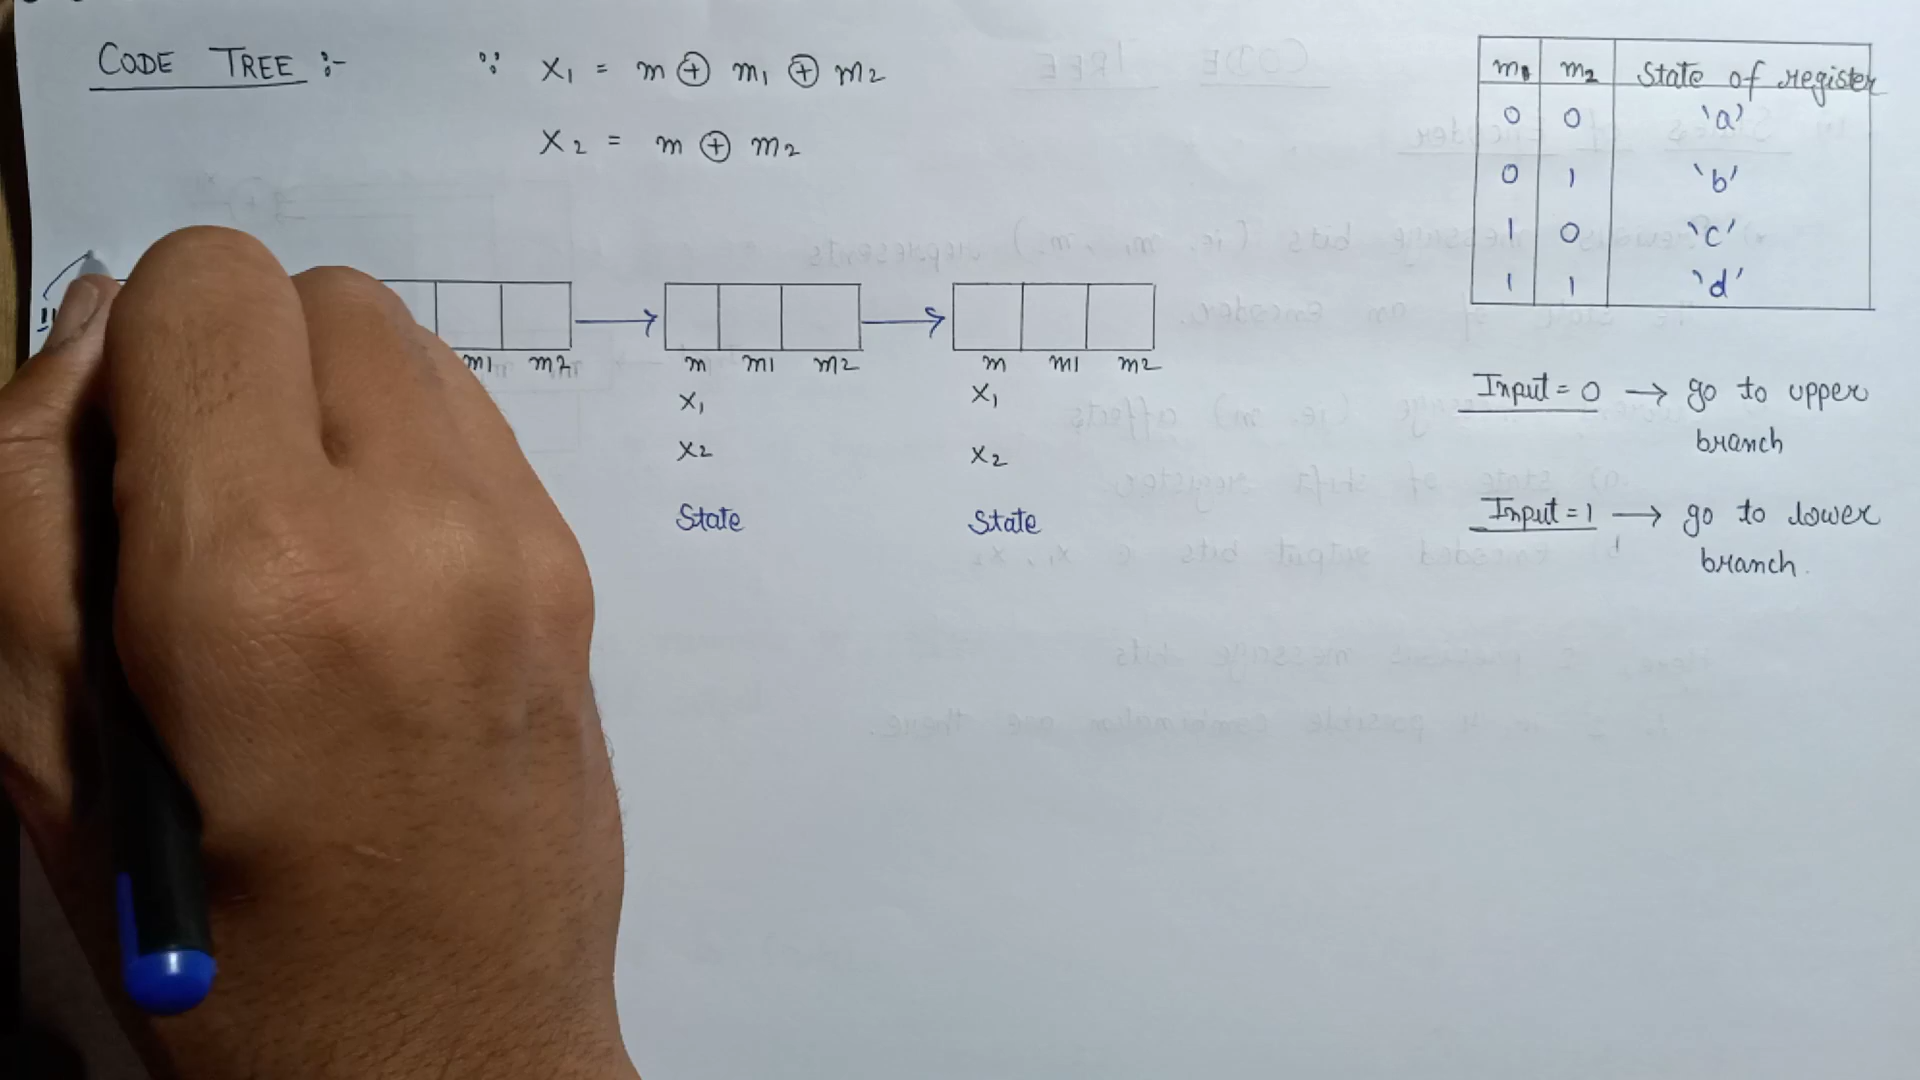 CODE TREE :-
∵ X1 = m ⊕ m1 ⊕ m2
X2 = m ⊕ m2
m1 m2 State of register
0 0 'a'
0 1 'b'
1 0 'c'
1 1 'd'
m1 m2
m m1 m2
m m1 m2
X1
X2
State
X1
X2
State
Input = 0 → go to upper
branch
Input = 1 → go to lower
branch.